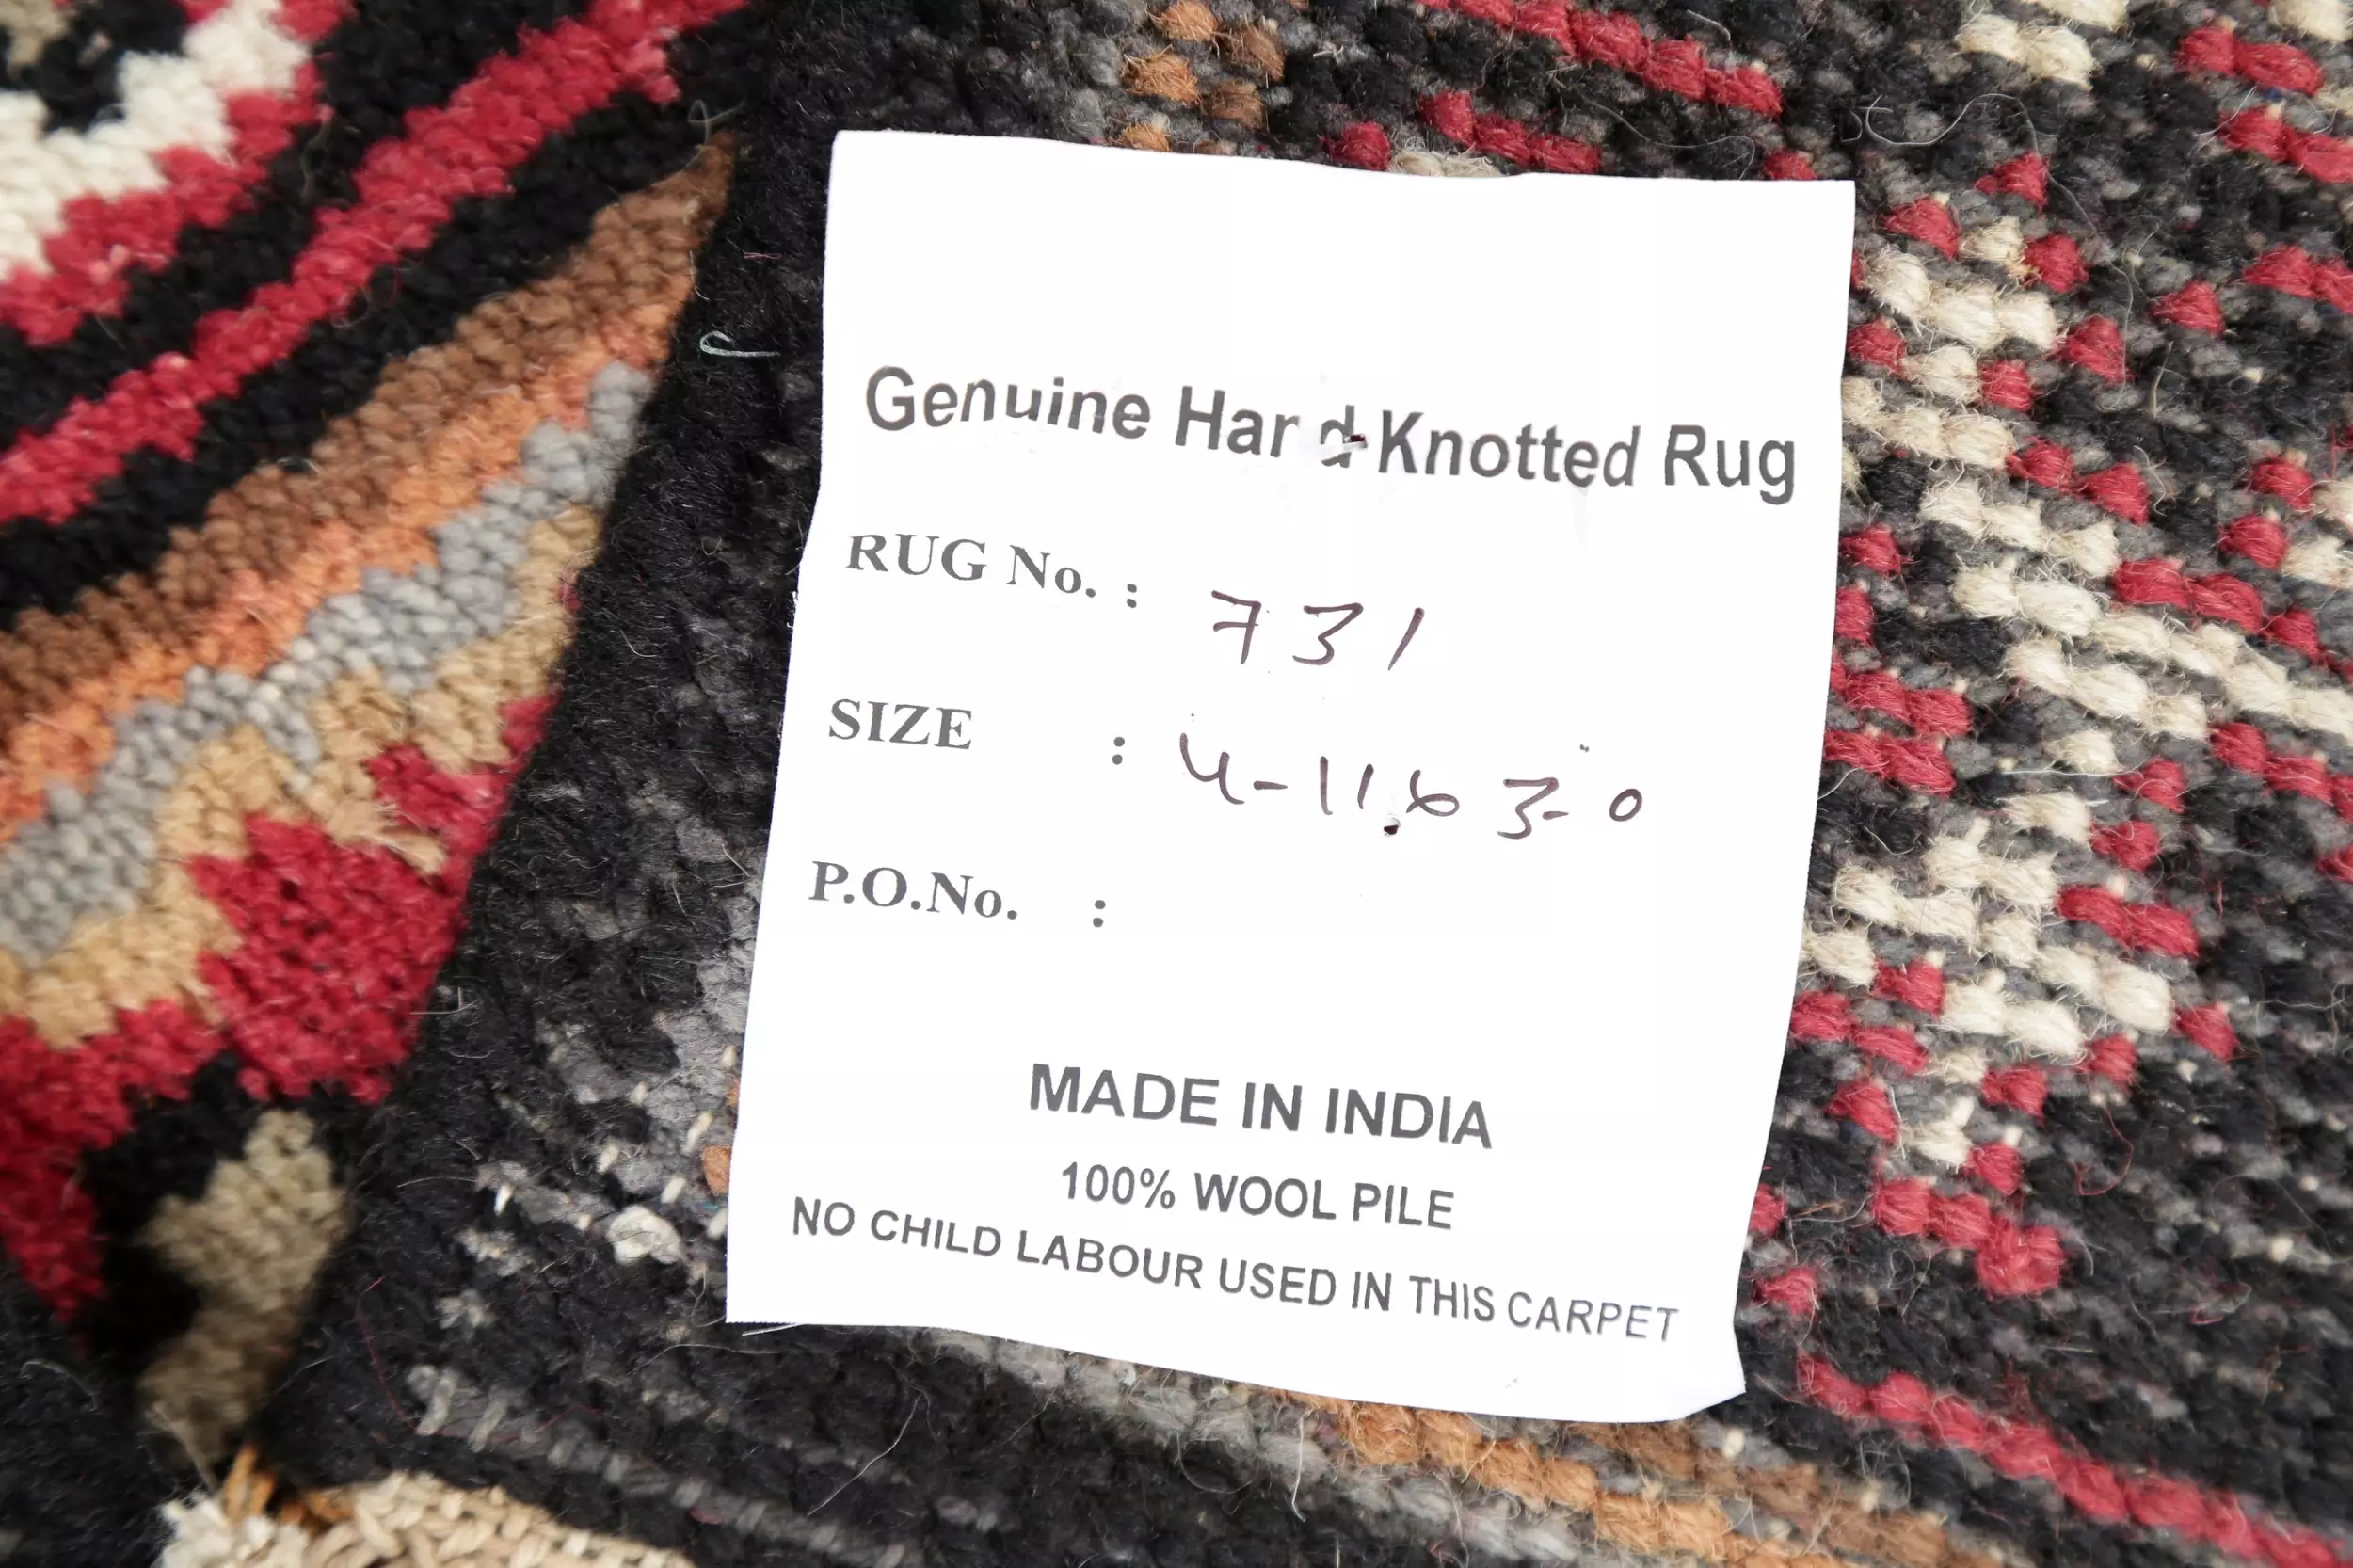 Genuine Hand Knotted Rug
RUG No. : 731
SIZE : 4-11x3-0
P.O.No. :
MADE IN INDIA
100% WOOL PILE
NO CHILD LABOUR USED IN THIS CARPET